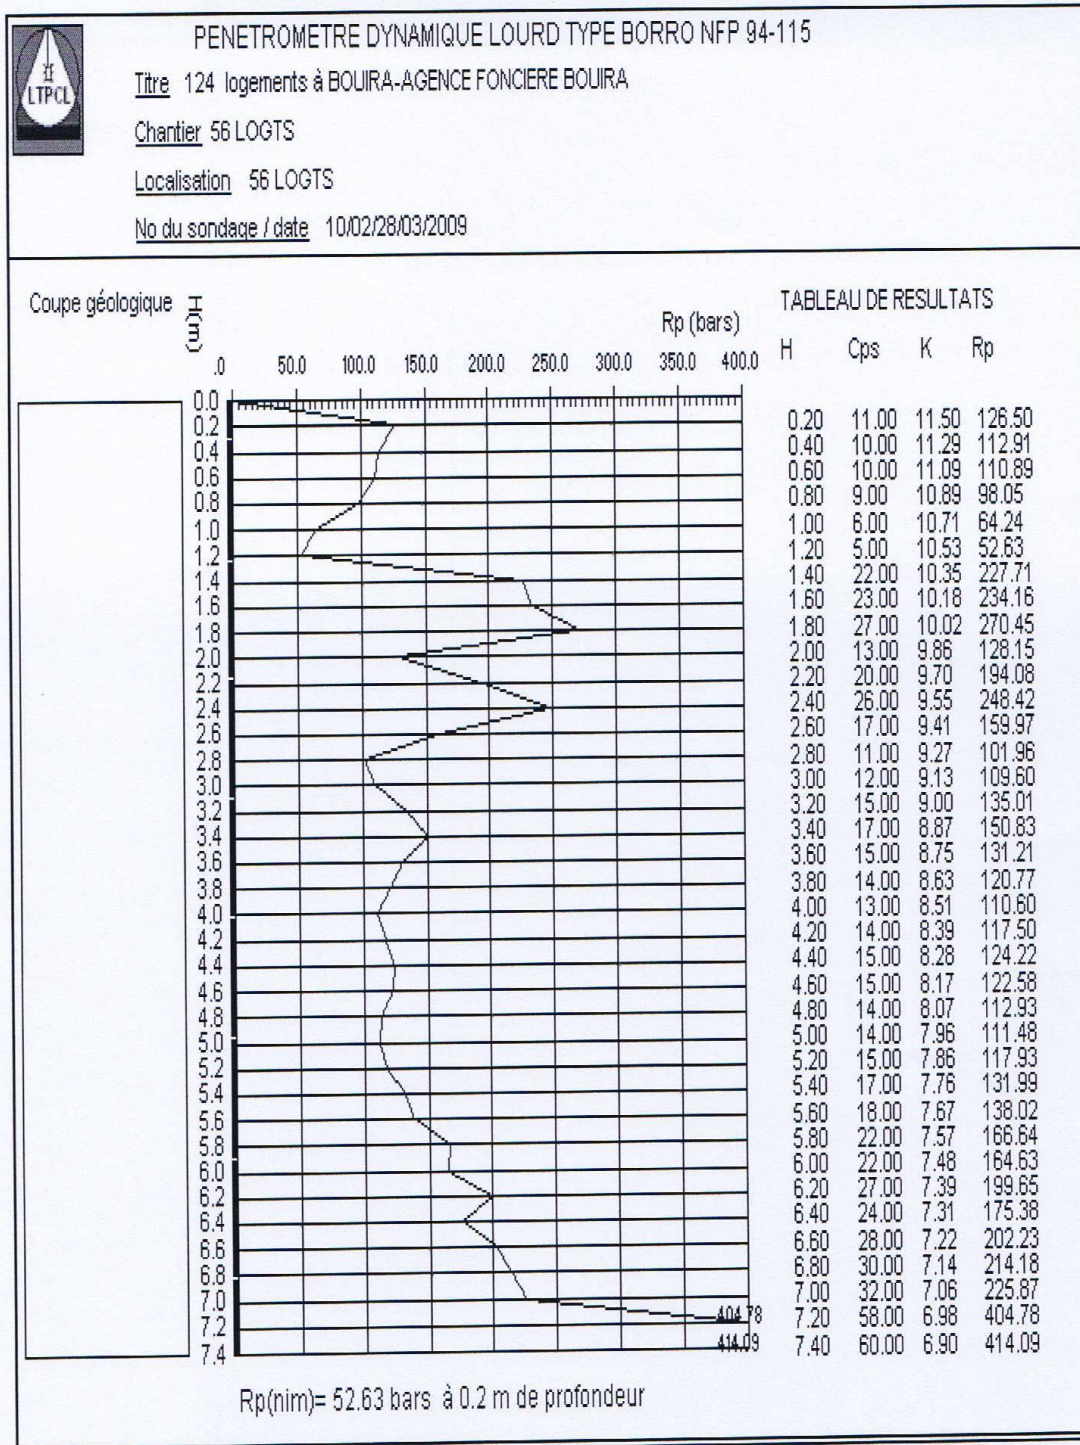 PENETROMETRE DYNAMIQUE LOURD TYPE BORRO NFP 94-115
LTPCL
Titre 124 logements à BOUIRA-AGENCE FONCIERE BOUIRA
Chantier 56 LOGTS
Localisation 56 LOGTS
No du sondage / date 10/02/28/03/2009
Coupe géologique
H(m)
Rp (bars)
.0 50.0 100.0 150.0 200.0 250.0 300.0 350.0 400.0
0.0
0.2
0.4
0.6
0.8
1.0
1.2
1.4
1.6
1.8
2.0
2.2
2.4
2.6
2.8
3.0
3.2
3.4
3.6
3.8
4.0
4.2
4.4
4.6
4.8
5.0
5.2
5.4
5.6
5.8
6.0
6.2
6.4
6.6
6.8
7.0
7.2
7.4
404.78
414.09
TABLEAU DE RESULTATS
H Cps K Rp
0.20 11.00 11.50 126.50
0.40 10.00 11.29 112.91
0.60 10.00 11.09 110.89
0.80 9.00 10.89 98.05
1.00 6.00 10.71 64.24
1.20 5.00 10.53 52.63
1.40 22.00 10.35 227.71
1.60 23.00 10.18 234.16
1.80 27.00 10.02 270.45
2.00 13.00 9.86 128.15
2.20 20.00 9.70 194.08
2.40 26.00 9.55 248.42
2.60 17.00 9.41 159.97
2.80 11.00 9.27 101.96
3.00 12.00 9.13 109.60
3.20 15.00 9.00 135.01
3.40 17.00 8.87 150.83
3.60 15.00 8.75 131.21
3.80 14.00 8.63 120.77
4.00 13.00 8.51 110.60
4.20 14.00 8.39 117.50
4.40 15.00 8.28 124.22
4.60 15.00 8.17 122.58
4.80 14.00 8.07 112.93
5.00 14.00 7.96 111.48
5.20 15.00 7.86 117.93
5.40 17.00 7.76 131.99
5.60 18.00 7.67 138.02
5.80 22.00 7.57 166.64
6.00 22.00 7.48 164.63
6.20 27.00 7.39 199.65
6.40 24.00 7.31 175.38
6.60 28.00 7.22 202.23
6.80 30.00 7.14 214.18
7.00 32.00 7.06 225.87
7.20 58.00 6.98 404.78
7.40 60.00 6.90 414.09
Rp(nim)= 52.63 bars à 0.2 m de profondeur